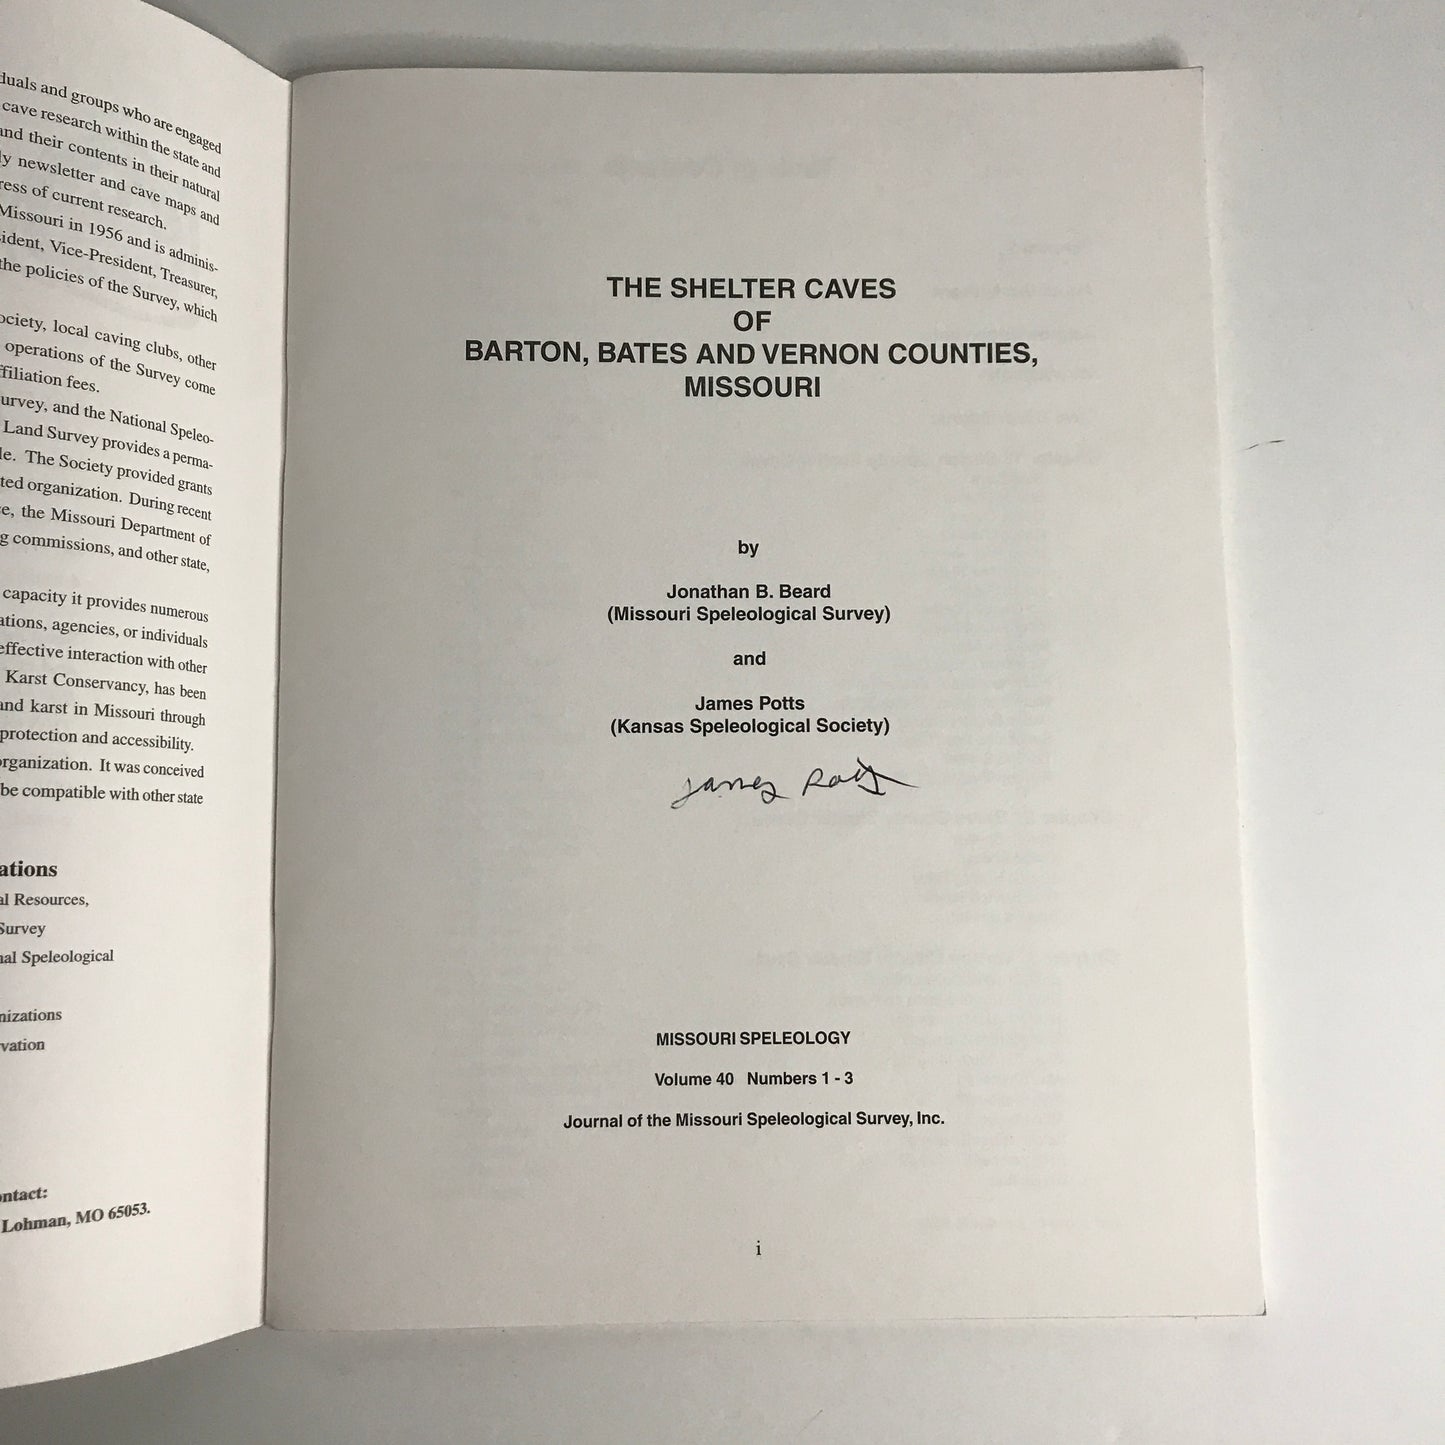 duals and groups who are engaged
cave research within the state and
and their contents in their natural
ly newsletter and cave maps and
ress of current research.
Missouri in 1956 and is adminis-
ident, Vice-President, Treasurer,
the policies of the Survey, which
ociety, local caving clubs, other
operations of the Survey come
ffiliation fees.
urvey, and the National Speleo-
Land Survey provides a perma-
le. The Society provided grants
ted organization. During recent
e, the Missouri Department of
g commissions, and other state,
capacity it provides numerous
ations, agencies, or individuals
effective interaction with other
Karst Conservancy, has been
and karst in Missouri through
protection and accessibility.
organization. It was conceived
be compatible with other state
ations
al Resources,
Survey
nal Speleological
nizations
vation
ontact:
Lohman, MO 65053.
THE SHELTER CAVES
OF
BARTON, BATES AND VERNON COUNTIES,
MISSOURI
by
Jonathan B. Beard
(Missouri Speleological Survey)
and
James Potts
(Kansas Speleological Society)
James Potts
MISSOURI SPELEOLOGY
Volume 40 Numbers 1 - 3
Journal of the Missouri Speleological Survey, Inc.
i